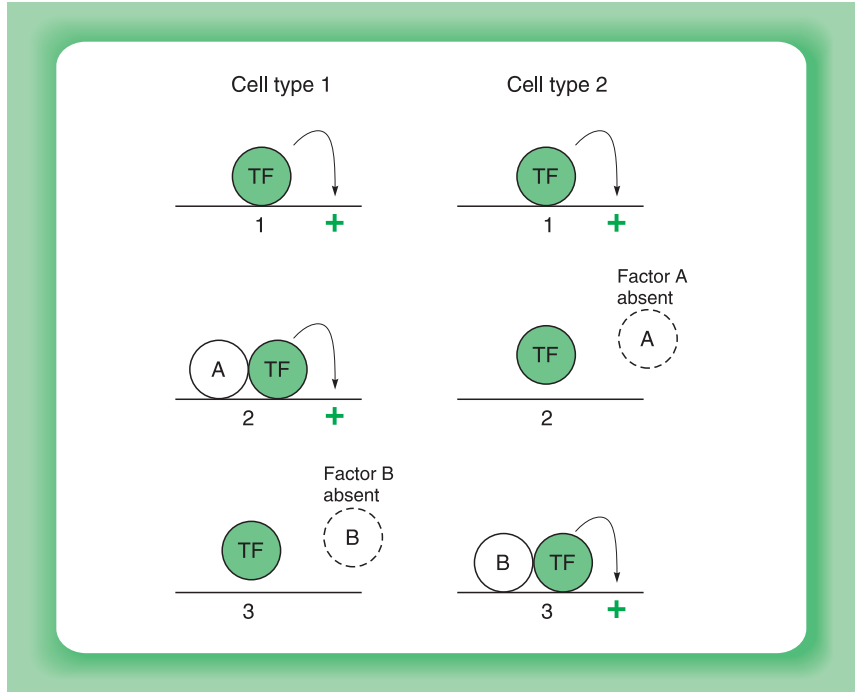 Cell type 1
Cell type 2
TF
1
+
TF
1
+
A
TF
2
+
Factor A
absent
A
TF
2
Factor B
absent
B
TF
3
B
TF
3
+